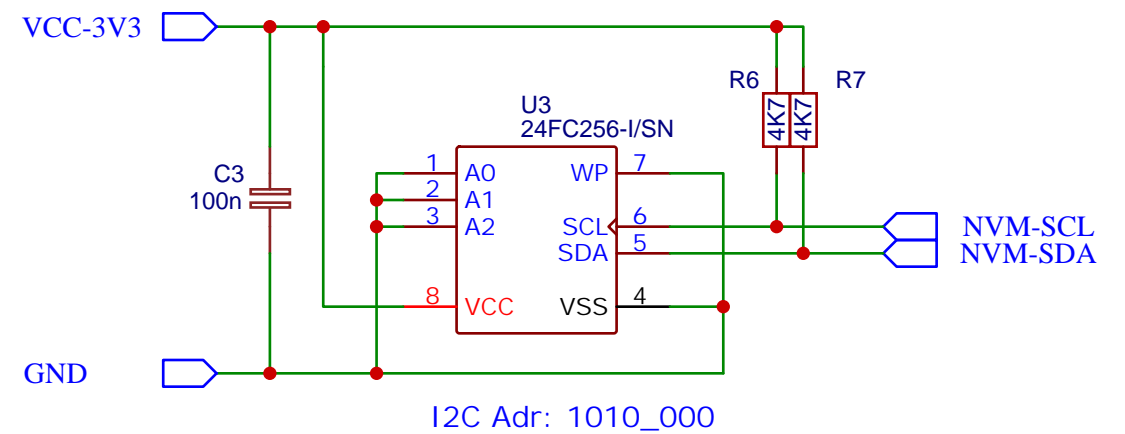 VCC-3V3
R6
R7
4K7
4K7
U3
24FC256-I/SN
C3
100n
1
A0
WP
7
2
A1
3
A2
SCL
6
SDA
5
NVM-SCL
NVM-SDA
8
VCC
VSS
4
GND
I2C Adr: 1010_000